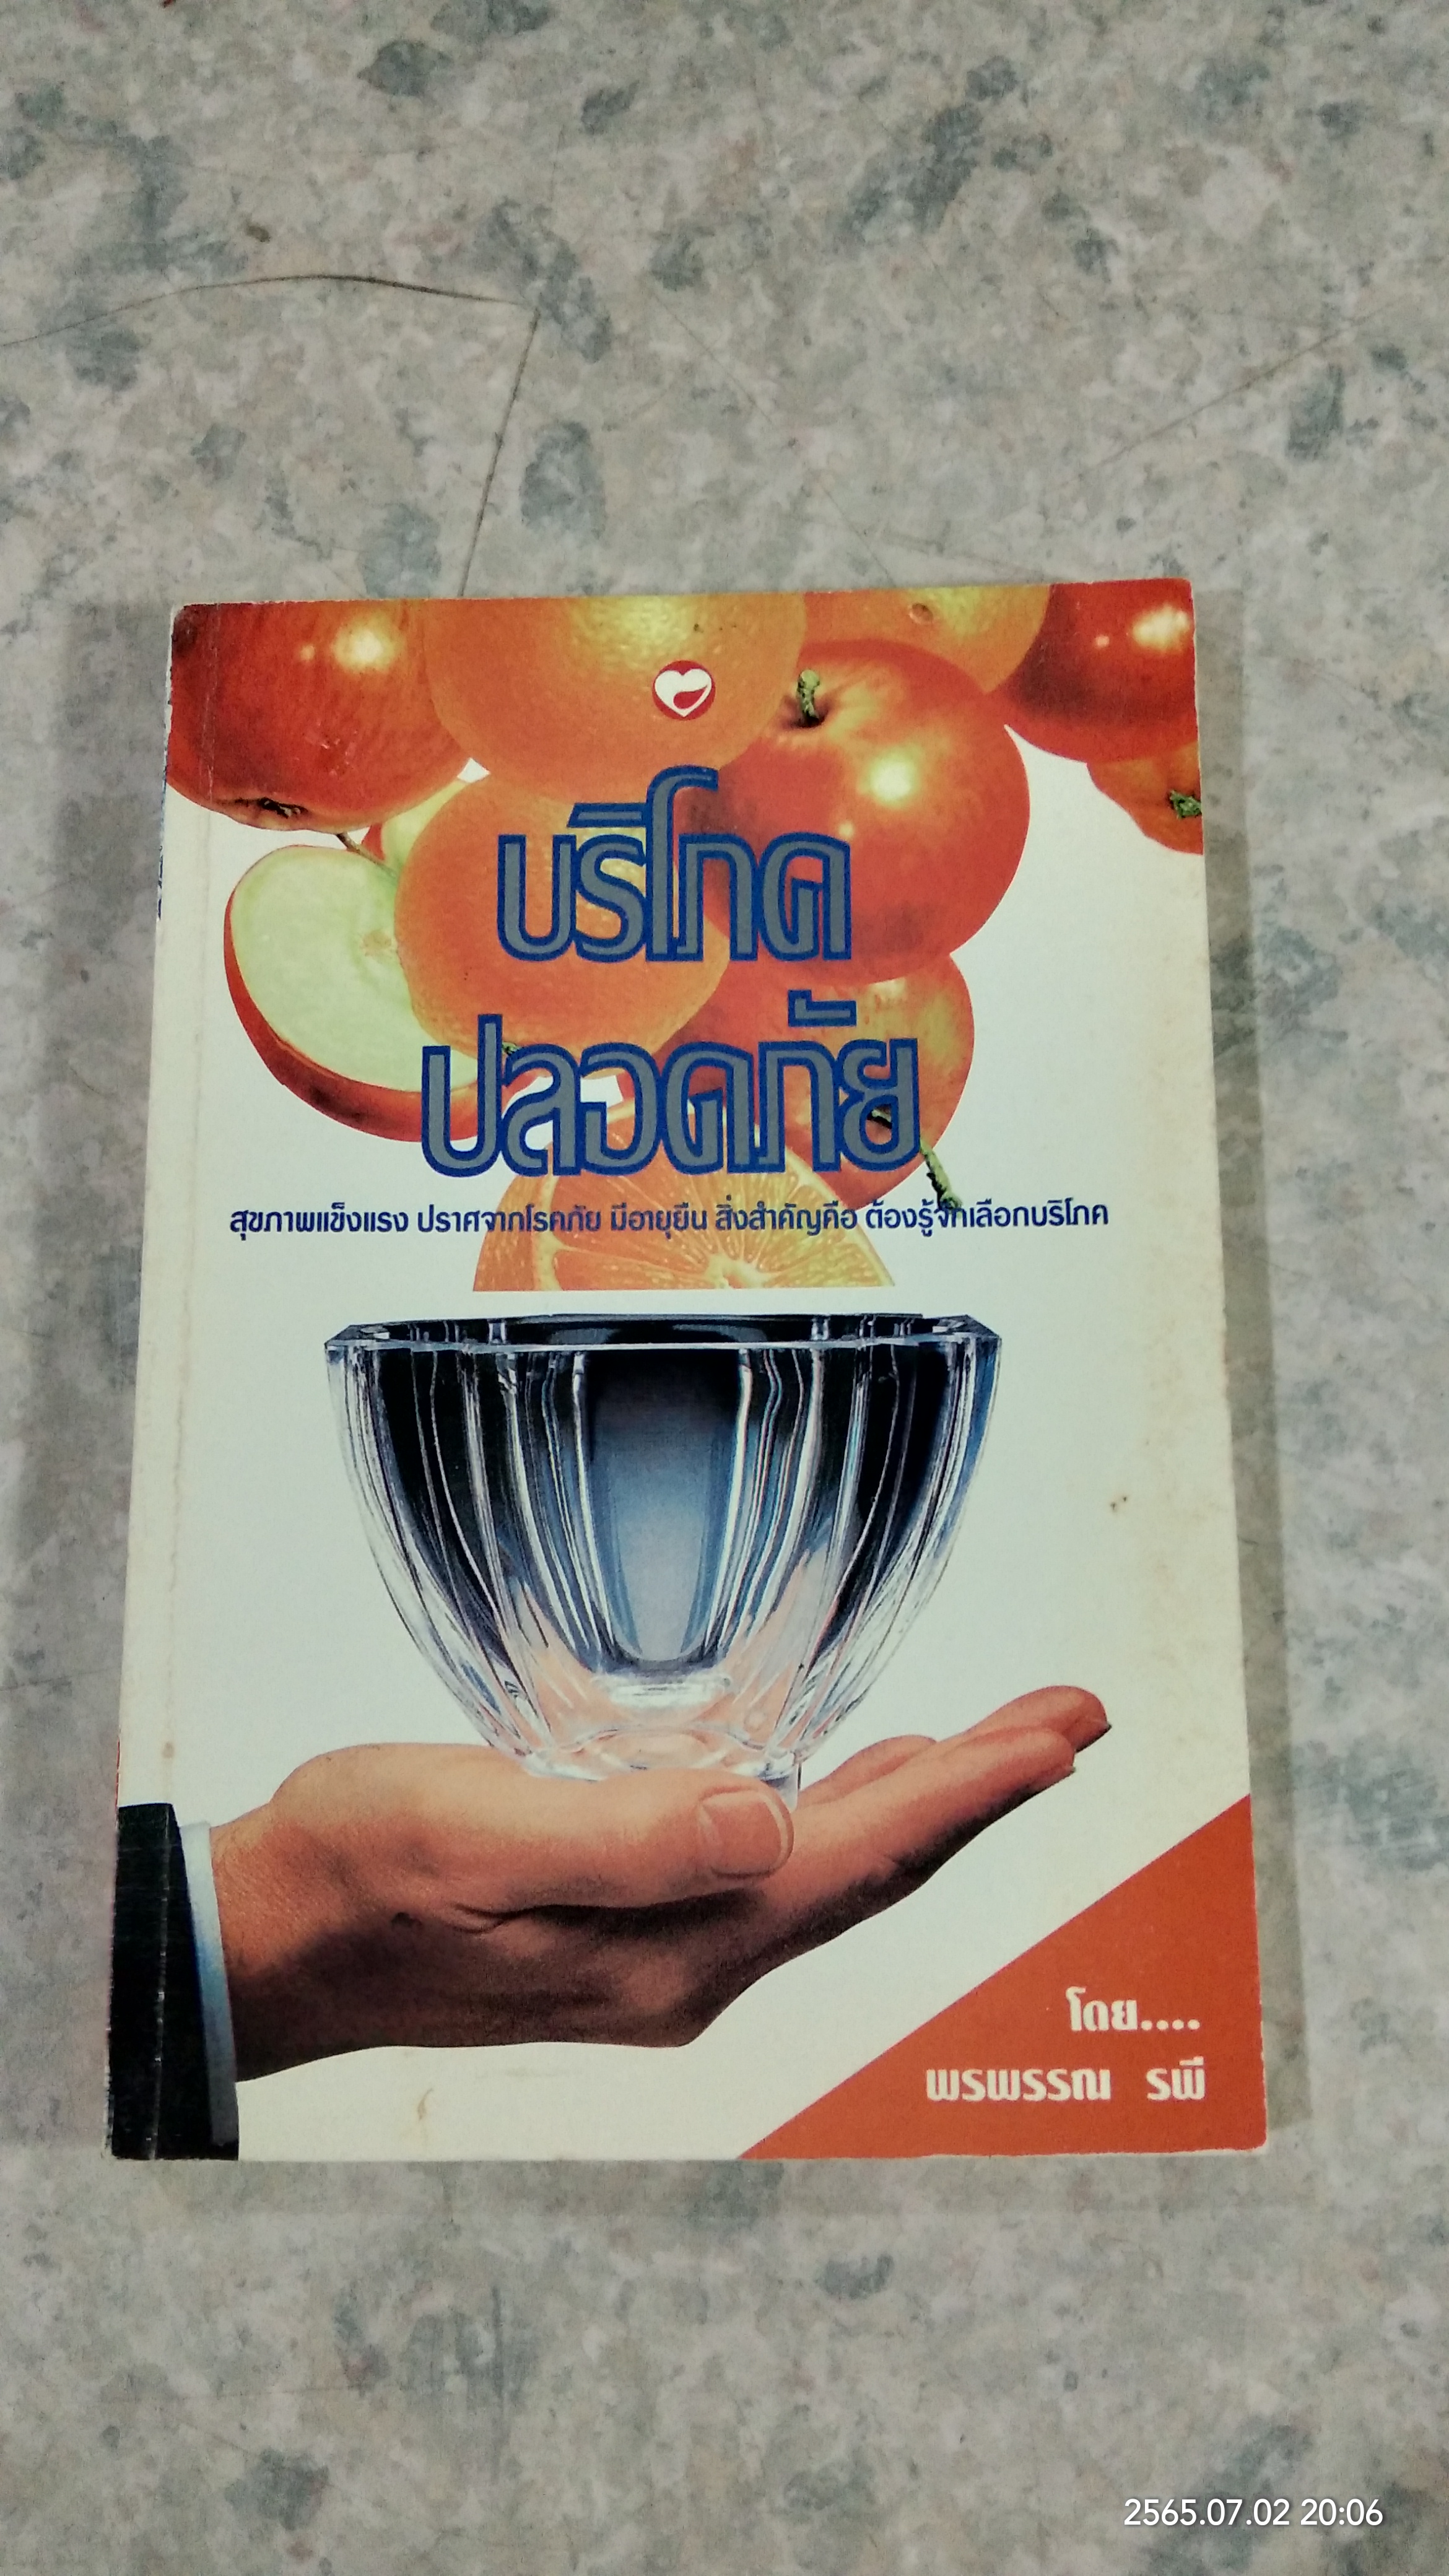 บริโภค
ปลอดภัย
สุขภาพแข็งแรง ปราศจากโรคภัย มีอายุยืน สิ่งสำคัญคือ ต้องรู้จักเลือกบริโภค
โดย....
พรพรรณ รพี
2565.07.02 20:06